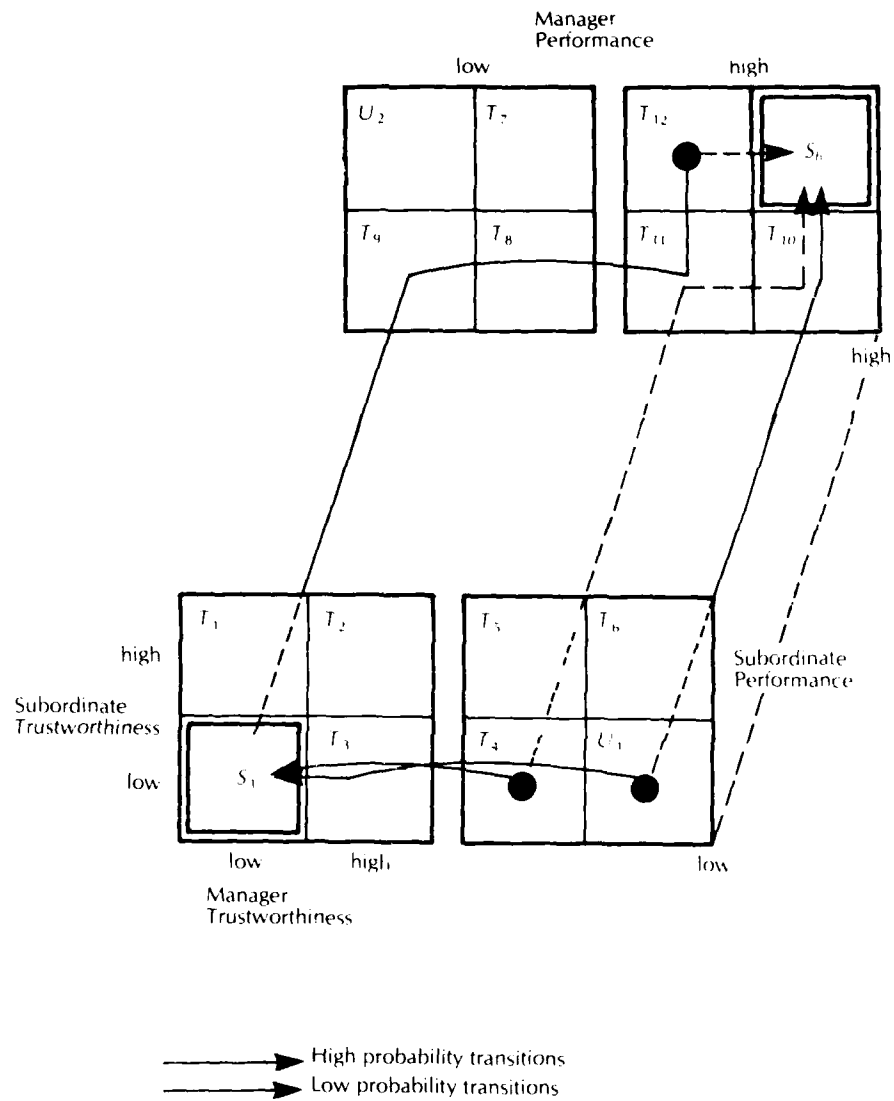 Manager
Performance
low high
U₂ T₇ T₁₂ S₆
T₉ T₈ T₁₁ T₁₀
high
T₁ T₂ T₅ T₆
high
Subordinate
Performance
Subordinate
Trustworthiness
T₃ T₄ U₁
S₁
low
low high low
Manager
Trustworthiness
High probability transitions
Low probability transitions